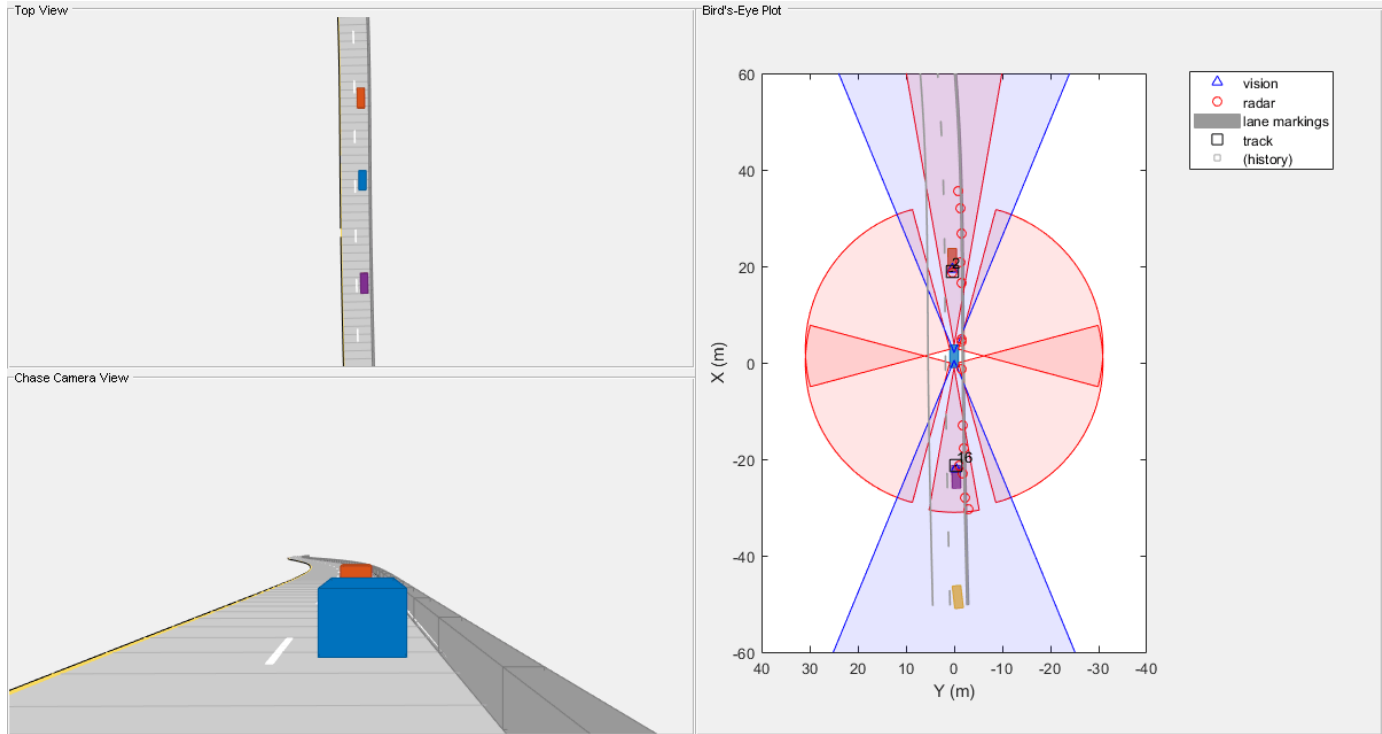 Top View
Chase Camera View
Bird's-Eye Plot
60
40
20
0
-20
-40
-60
X (m)
40
30
20
10
0
-10
-20
-30
-40
Y (m)
2
16
vision
radar
lane markings
track
(history)